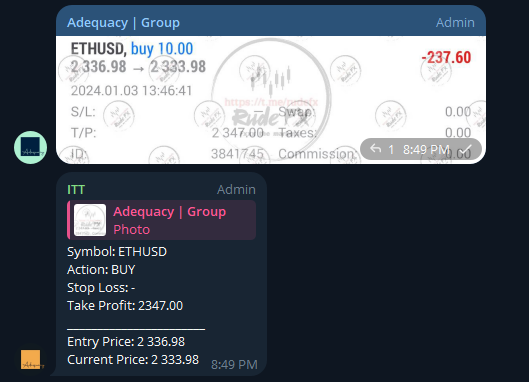 Adequacy | Group Admin
ETHUSD, buy 10.00
2 336.98 → 2 333.98 -237.60
2024.01.03 13:46:41
https://t.me/rudefx
S/L: – Swap: 0.00
Rude FX
T/P: 2 347.00 Taxes: 0.00
ID: 3841745 Commission:
1 8:49 PM
ITT Admin
Adequacy | Group
Photo
Symbol: ETHUSD
Action: BUY
Stop Loss: -
Take Profit: 2347.00
Entry Price: 2 336.98
Current Price: 2 333.98
8:49 PM